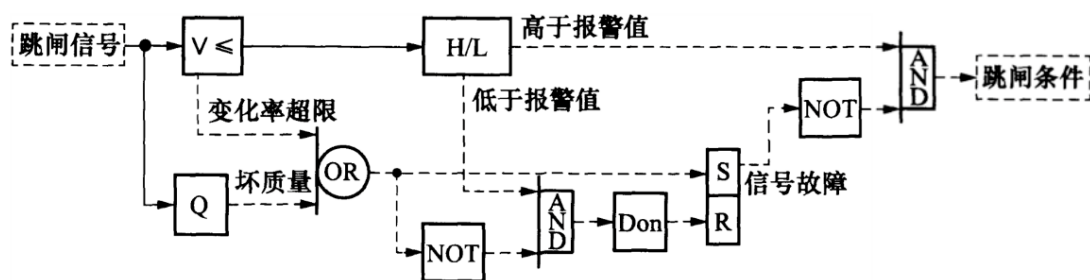 跳闸信号
V ≤
H/L
高于报警值
AND
跳闸条件
变化率超限
低于报警值
NOT
Q
坏质量
OR
NOT
AND
Don
S
R
信号故障